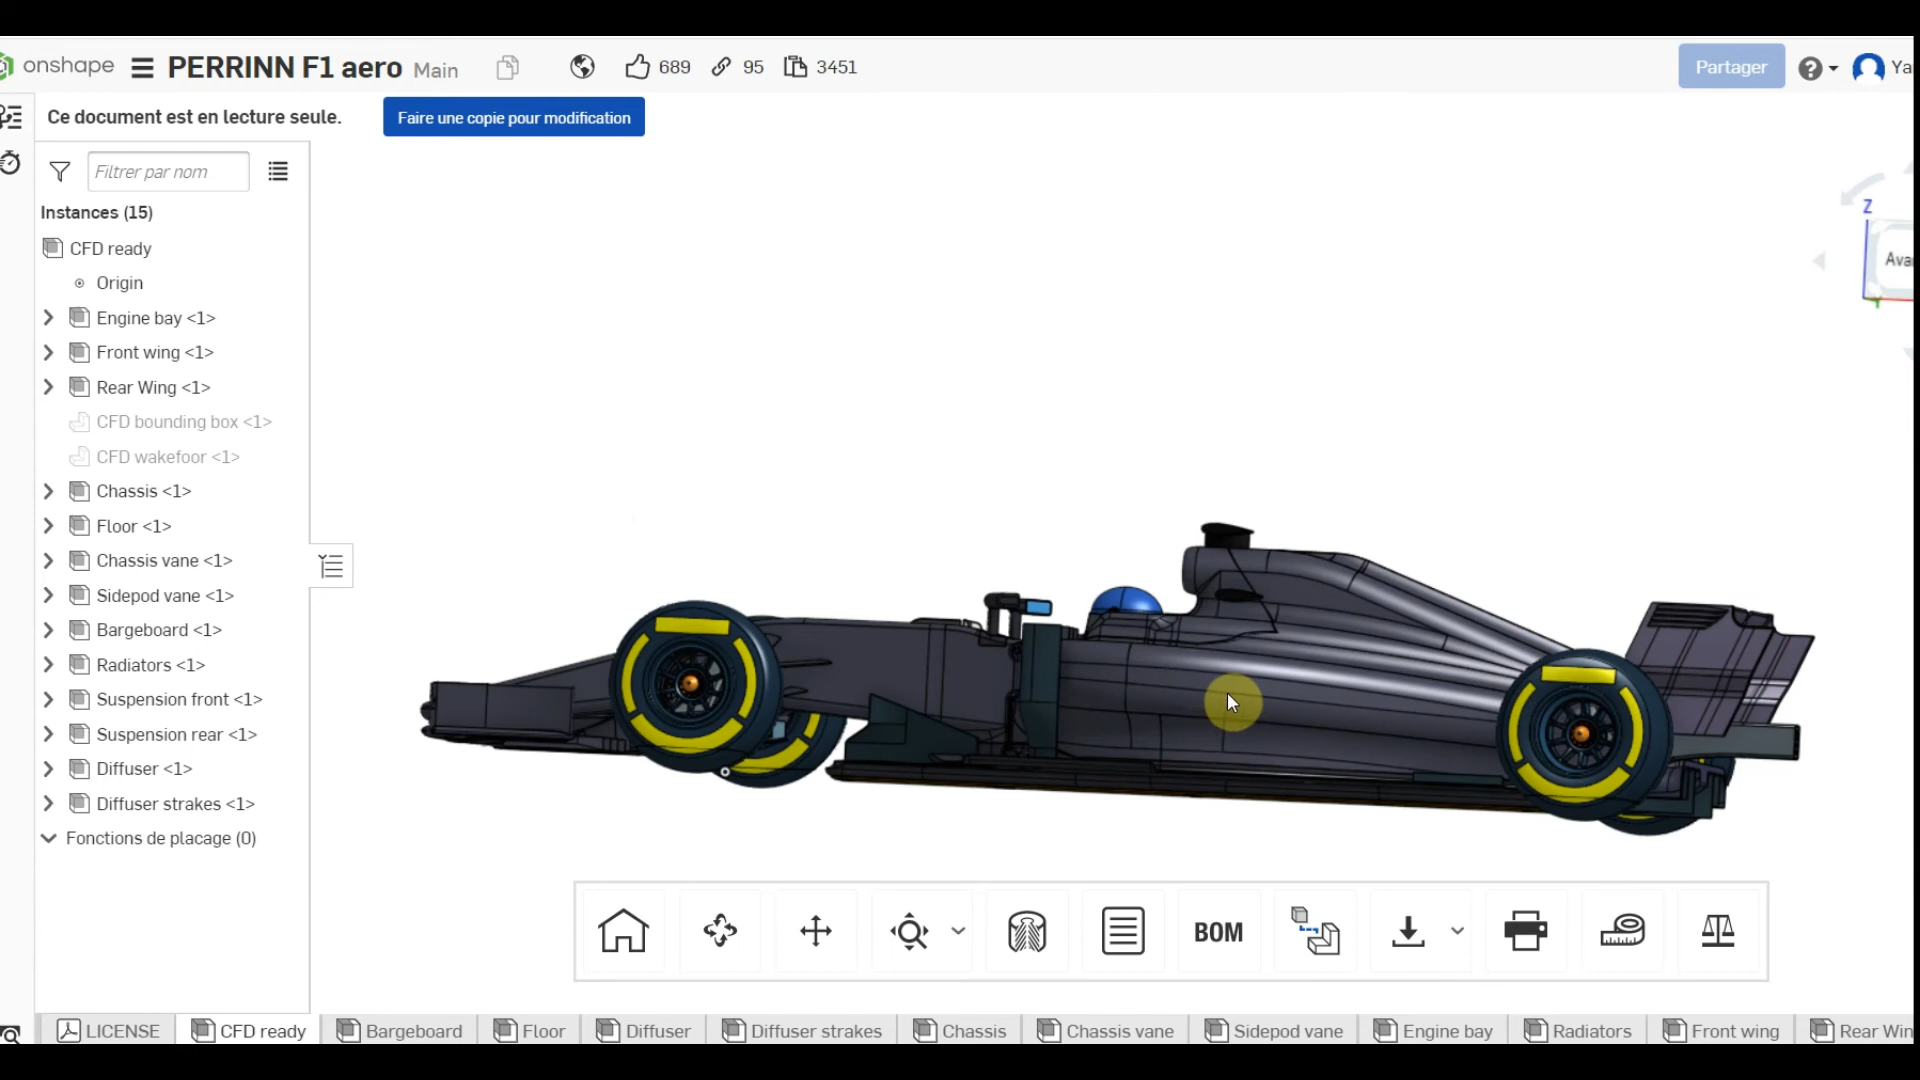 onshape PERRINN F1 aero Main 689 95 3451 Partager
Ce document est en lecture seule. Faire une copie pour modification
Filtrer par nom
Instances (15)
CFD ready
Origin
Engine bay <1>
Front wing <1>
Rear Wing <1>
CFD bounding box <1>
CFD wakefoor <1>
Chassis <1>
Floor <1>
Chassis vane <1>
Sidepod vane <1>
Bargeboard <1>
Radiators <1>
Suspension front <1>
Suspension rear <1>
Diffuser <1>
Diffuser strakes <1>
Fonctions de placage (0)
Z
BOM
LICENSE CFD ready Bargeboard Floor Diffuser Diffuser strakes Chassis Chassis vane Sidepod vane Engine bay Radiators Front wing Rear Win